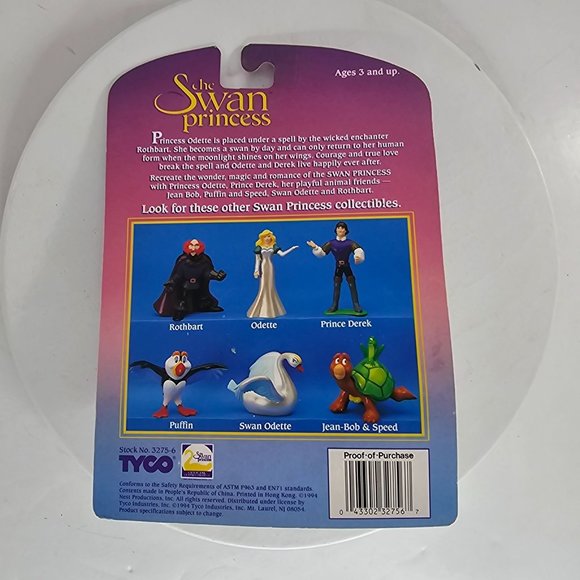 Ages 3 and up.
The
Swan
princess
Princess Odette is placed under a spell by the wicked enchanter
Rothbart. She becomes a swan by day and can only return to her human
form when the moonlight shines on her wings. Courage and true love
break the spell and Odette and Derek live happily ever after.
Recreate the wonder, magic and romance of the SWAN PRINCESS
with Princess Odette, Prince Derek, her playful animal friends —
Jean Bob, Puffin and Speed, Swan Odette and Rothbart.
Look for these other Swan Princess collectibles.
Rothbart
Odette
Prince Derek
Puffin
Swan Odette
Jean-Bob & Speed
Stock No. 3275-6
TYCO
The
Swan
princess
Proof-of-Purchase
0 43302 32756 7
Conforms to the Safety Requirements of ASTM F963 and EN71 standards.
Contents made in People's Republic of China. Printed in Hong Kong. ©1994
Nest Productions, Inc. All rights reserved. Distributed under license by
Tyco Industries, Inc. ©1994 Tyco Industries, Inc. Mt. Laurel, NJ 08054.
Product specifications subject to change.